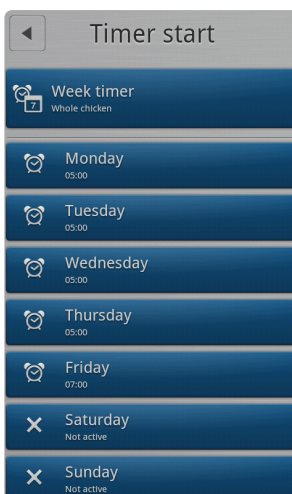 Timer start
Week timer
7
Whole chicken
Monday
05:00
Tuesday
05:00
Wednesday
05:00
Thursday
05:00
Friday
07:00
Saturday
Not active
Sunday
Not active